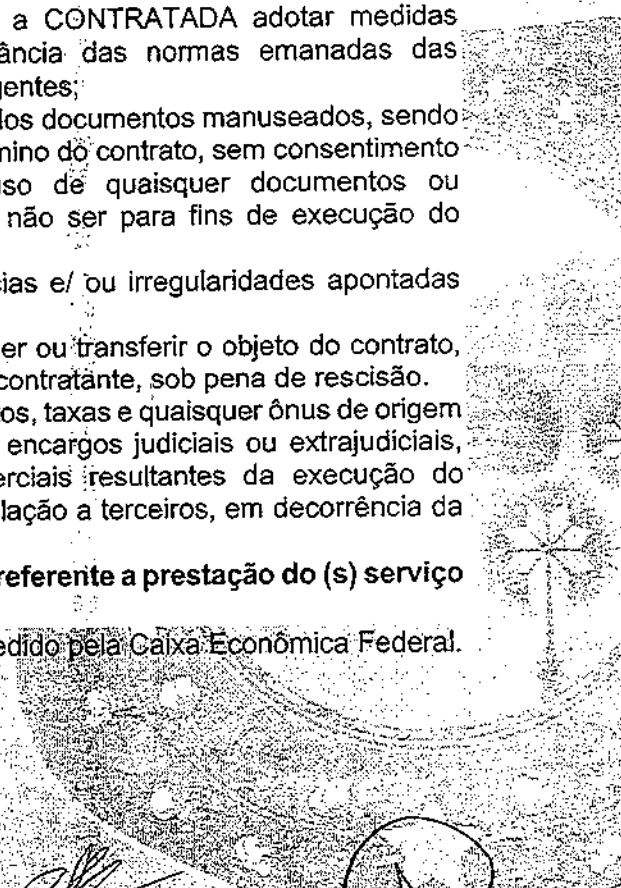 a CONTRATADA adotar medidas
ância das normas emanadas das
gentes;
dos documentos manuseados, sendo
mino do contrato, sem consentimento
uso de quaisquer documentos ou
não ser para fins de execução do
cias e/ ou irregularidades apontadas
er ou transferir o objeto do contrato,
contratante, sob pena de rescisão.
tos, taxas e quaisquer ônus de origem
encargos judiciais ou extrajudiciais,
erciais resultantes da execução do
lação a terceiros, em decorrência da
referente a prestação do (s) serviço
edido pela Caixa Econômica Federal.